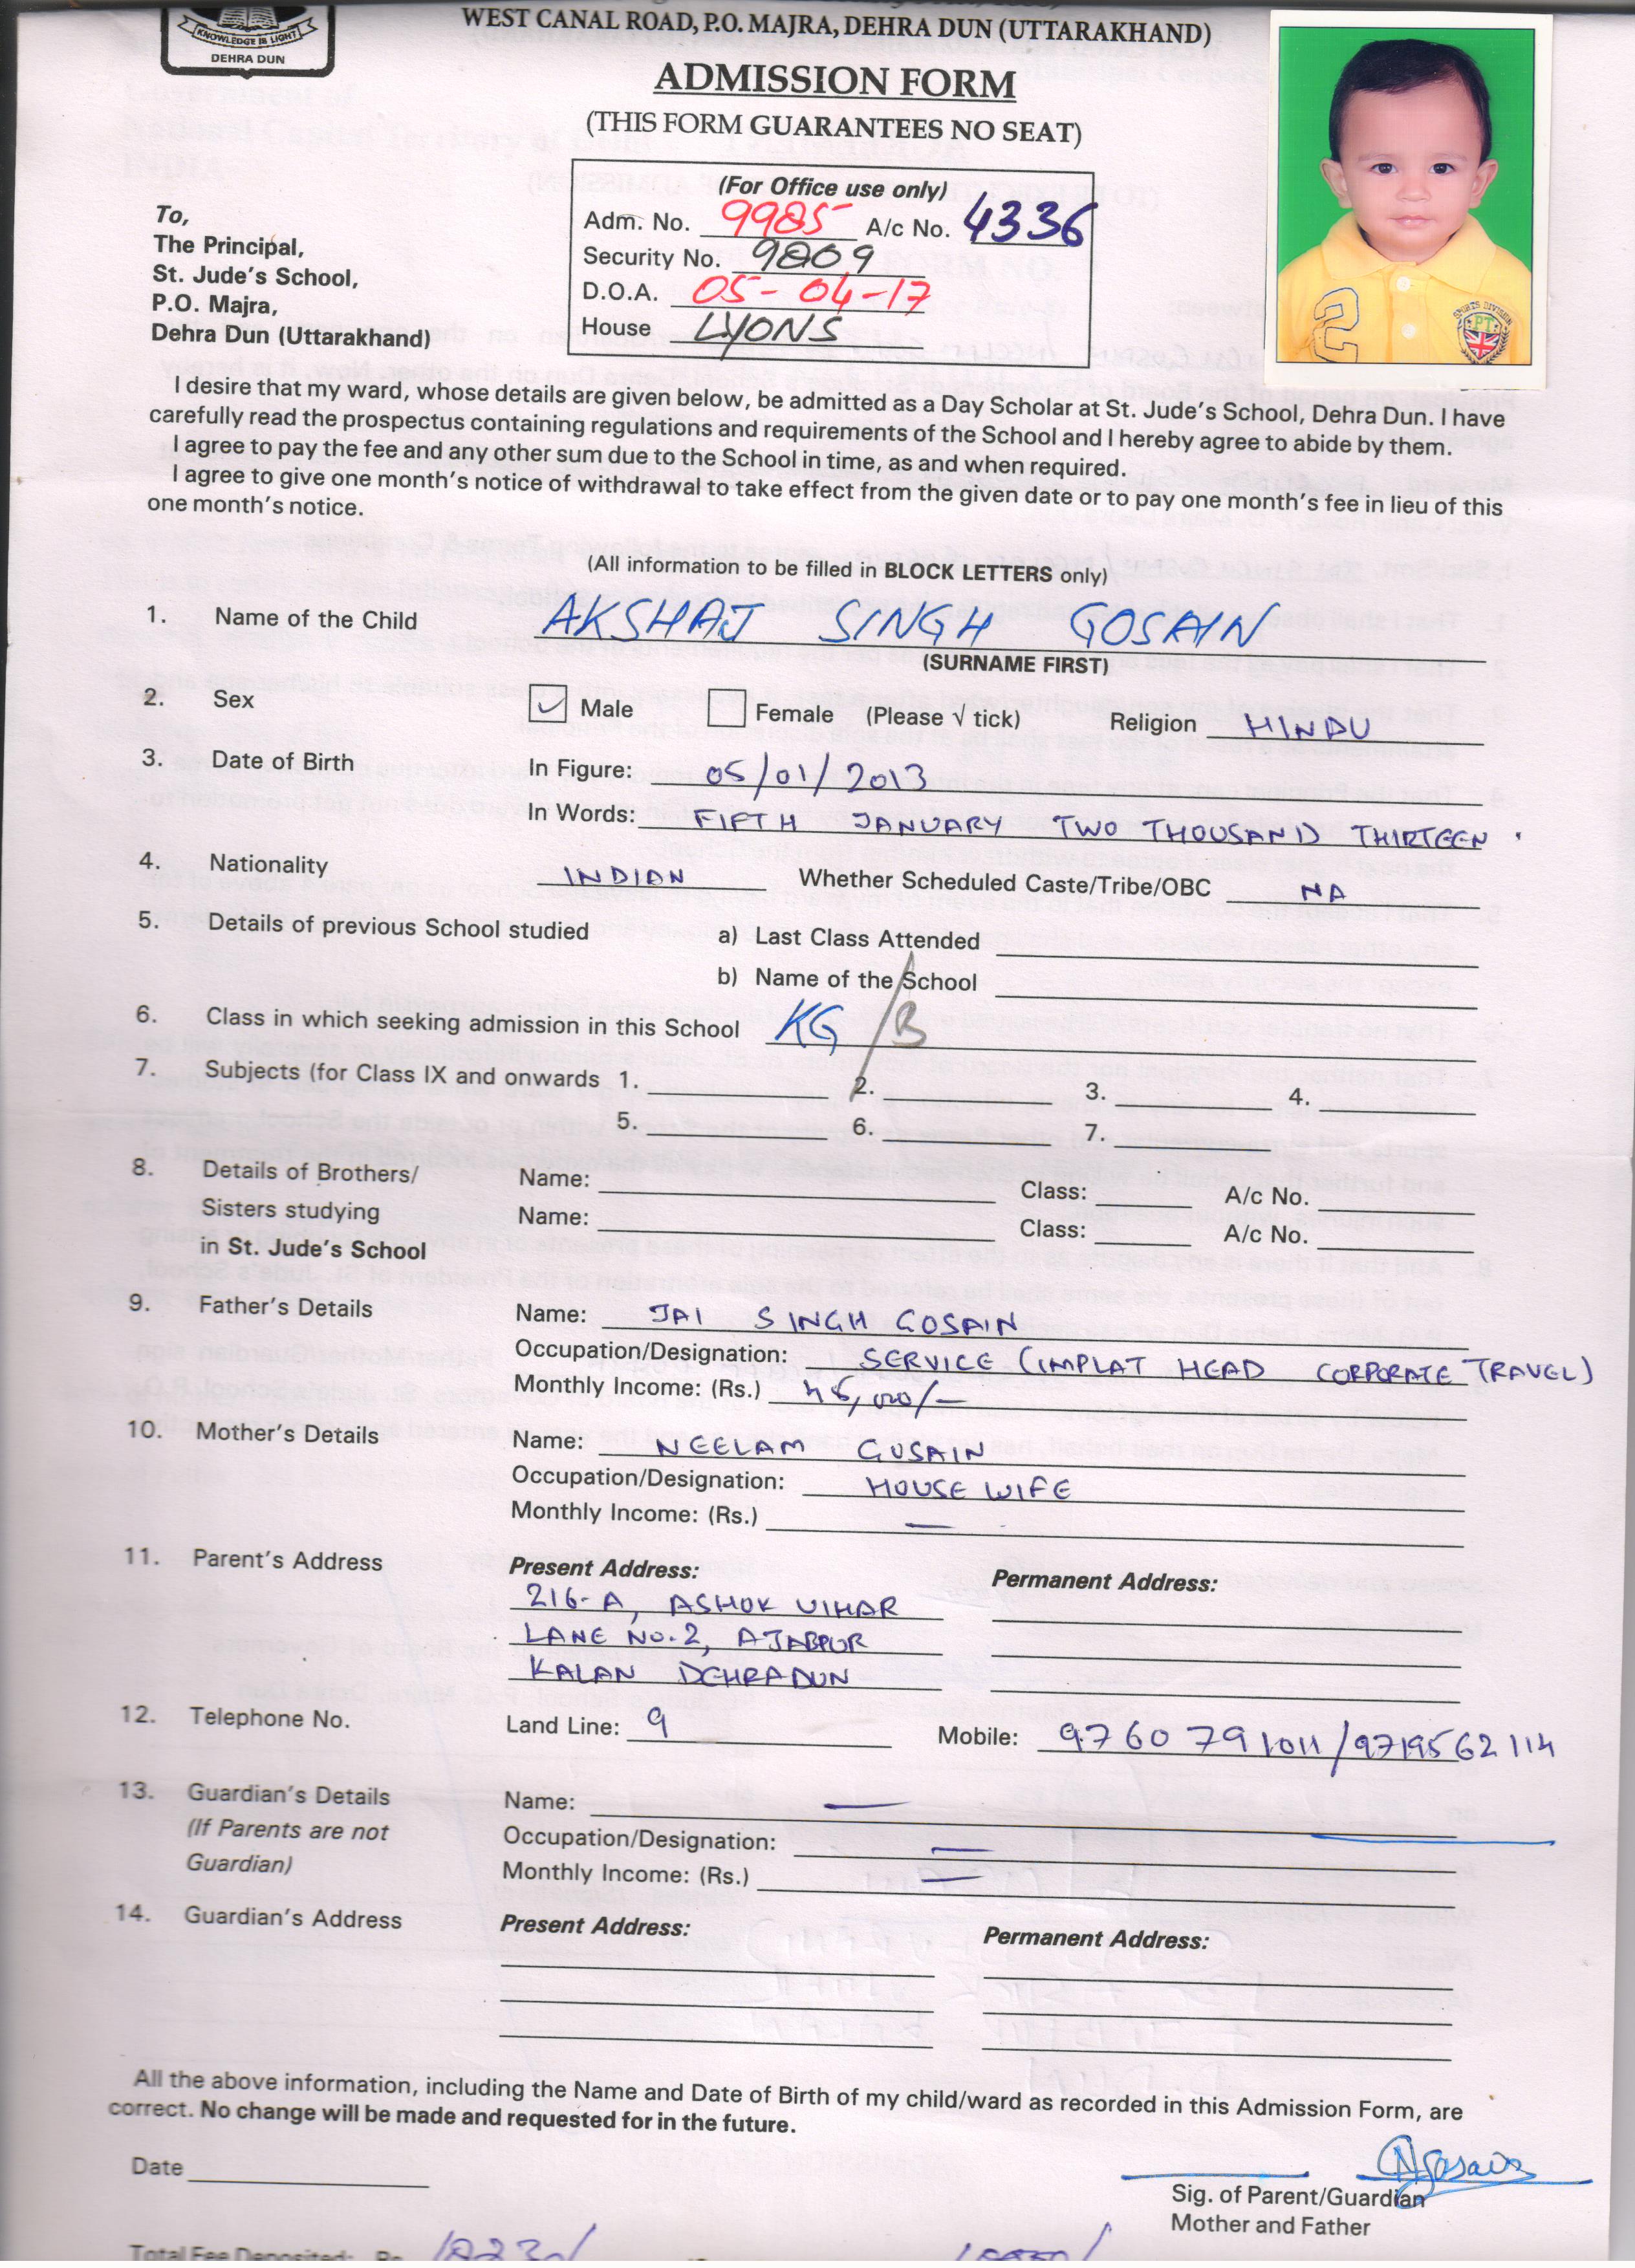 KNOWLEDGE IS LIGHT
DEHRA DUN
WEST CANAL ROAD, P.O. MAJRA, DEHRA DUN (UTTARAKHAND)
ADMISSION FORM
(THIS FORM GUARANTEES NO SEAT)
(For Office use only)
Adm. No. 9985 A/c No. 4336
Security No. 9809
D.O.A. 05-04-17
House LYONS
To,
The Principal,
St. Jude's School,
P.O. Majra,
Dehra Dun (Uttarakhand)
SPORTS DIVISION
PT
2
I desire that my ward, whose details are given below, be admitted as a Day Scholar at St. Jude's School, Dehra Dun. I have
carefully read the prospectus containing regulations and requirements of the School and I hereby agree to abide by them.
I agree to pay the fee and any other sum due to the School in time, as and when required.
I agree to give one month's notice of withdrawal to take effect from the given date or to pay one month's fee in lieu of this
one month's notice.
(All information to be filled in BLOCK LETTERS only)
1. Name of the Child AKSHAJ SINGH GOSAIN
(SURNAME FIRST)
2. Sex Male Female (Please √ tick) Religion HINDU
3. Date of Birth In Figure: 05/01/2013
In Words: FIFTH JANUARY TWO THOUSAND THIRTEEN.
4. Nationality INDIAN Whether Scheduled Caste/Tribe/OBC NA
5. Details of previous School studied a) Last Class Attended
b) Name of the School
6. Class in which seeking admission in this School KG/B
7. Subjects (for Class IX and onwards 1. 2. 3. 4.
5. 6. 7.
8. Details of Brothers/ Name: Class: A/c No.
Sisters studying Name: Class: A/c No.
in St. Jude's School
9. Father's Details Name: JAI SINGH GOSAIN
Occupation/Designation: SERVICE (IMPLAT HEAD CORPORATE TRAVEL)
Monthly Income: (Rs.) 45,000/-
10. Mother's Details Name: NEELAM GUSAIN
Occupation/Designation: HOUSE WIFE
Monthly Income: (Rs.) —
11. Parent's Address Present Address: Permanent Address:
216-A, ASHOK VIHAR
LANE NO.2, AJABPUR
KALAN DEHRADUN
12. Telephone No. Land Line: 9 Mobile: 9760791011/9719562114
13. Guardian's Details Name: —
(If Parents are not Occupation/Designation: —
Guardian) Monthly Income: (Rs.) —
14. Guardian's Address Present Address: Permanent Address:
All the above information, including the Name and Date of Birth of my child/ward as recorded in this Admission Form, are
correct. No change will be made and requested for in the future.
Date
NGosain
Sig. of Parent/Guardian
Mother and Father
Total Fee Deposited: Rs.